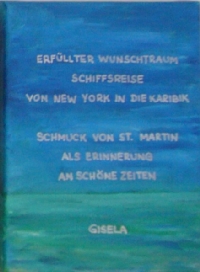 ERFÜLLTER WUNSCHTRAUM
SCHIFFSREISE
VON NEW YORK IN DIE KARIBIK
SCHMUCK VON ST. MARTIN
ALS ERINNERUNG
AN SCHÖNE ZEITEN
GISELA